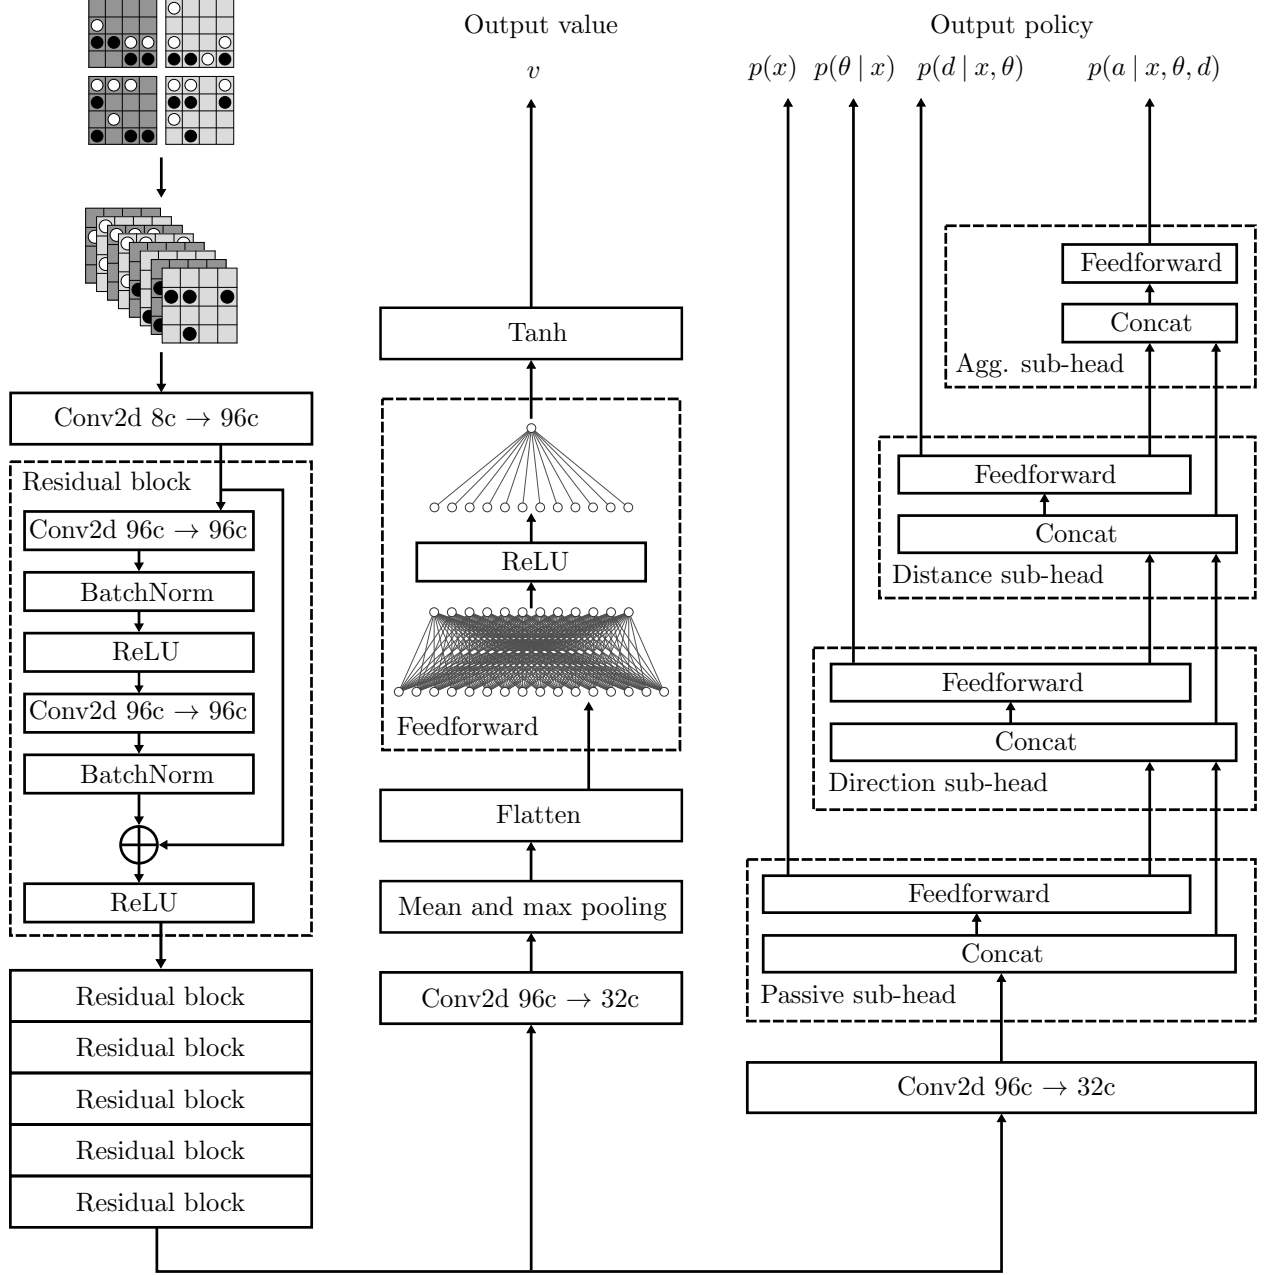 Conv2d 8c → 96c
Residual block
Conv2d 96c → 96c
BatchNorm
ReLU
Conv2d 96c → 96c
BatchNorm
ReLU
Residual block
Residual block
Residual block
Residual block
Residual block
Output value
v
Tanh
ReLU
Feedforward
Flatten
Mean and max pooling
Conv2d 96c → 32c
Output policy
p(x) p(θ | x) p(d | x, θ) p(a | x, θ, d)
Feedforward
Concat
Agg. sub-head
Feedforward
Concat
Distance sub-head
Feedforward
Concat
Direction sub-head
Feedforward
Concat
Passive sub-head
Conv2d 96c → 32c